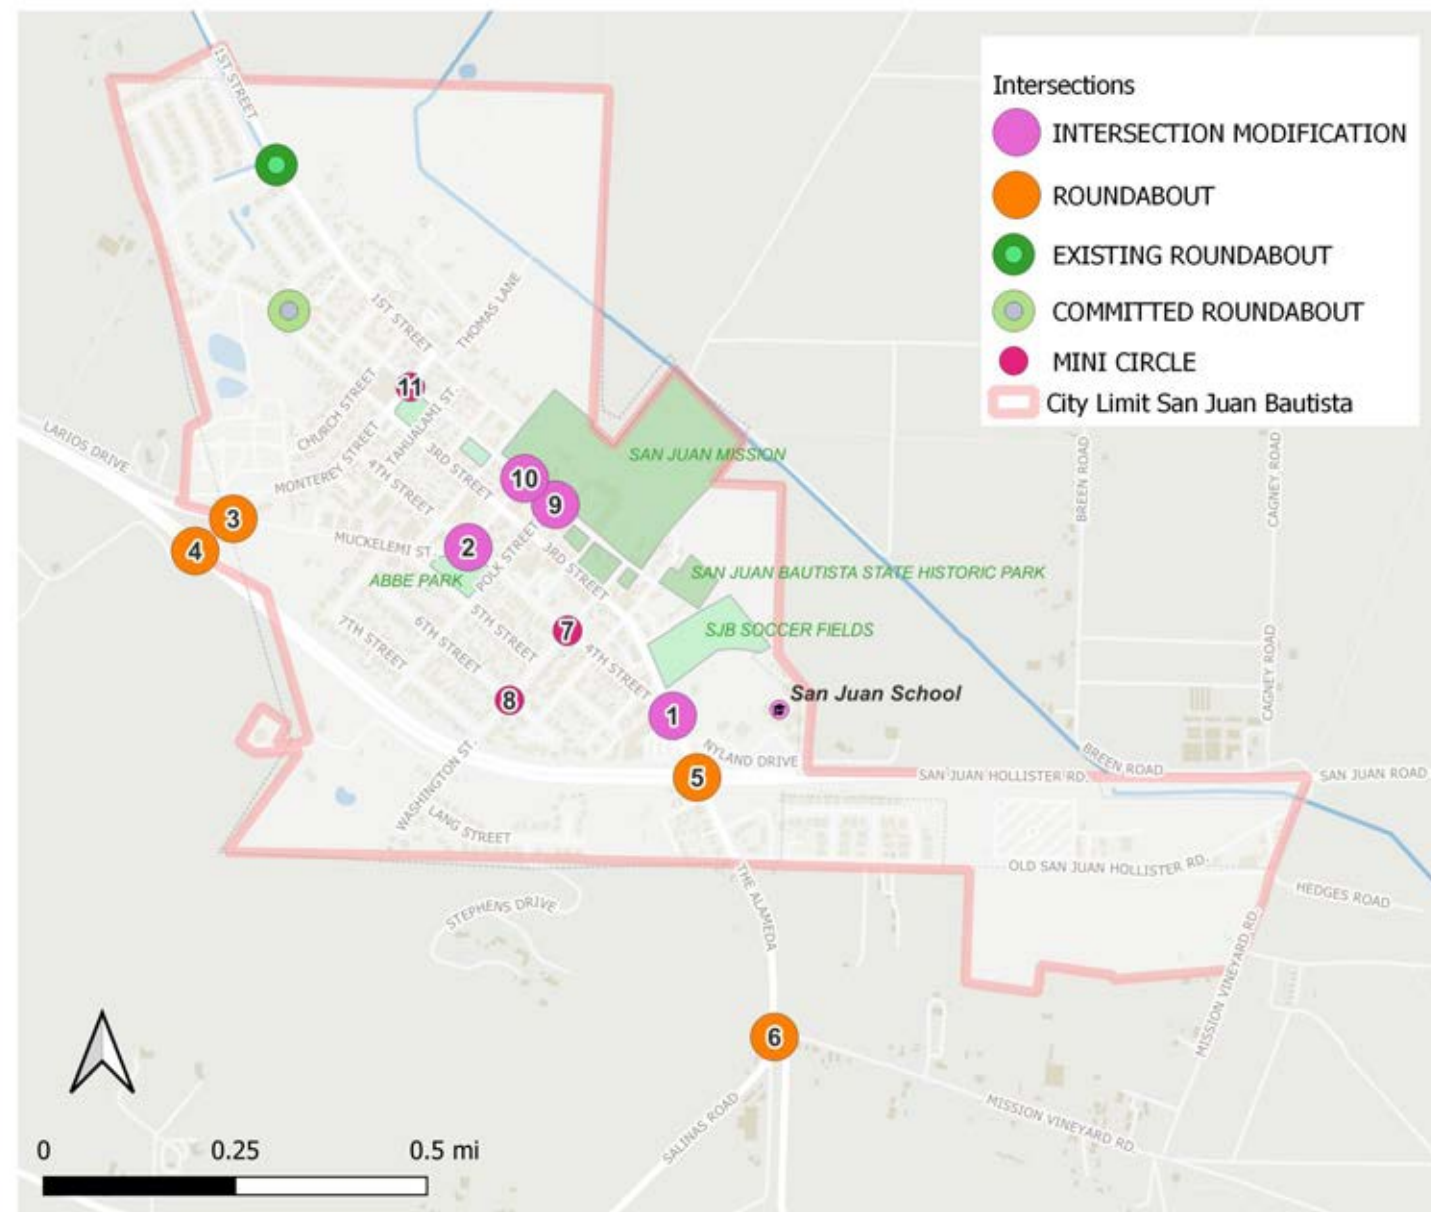 Intersections
INTERSECTION MODIFICATION
ROUNDABOUT
EXISTING ROUNDABOUT
COMMITTED ROUNDABOUT
MINI CIRCLE
City Limit San Juan Bautista
1ST STREET
THOMAS LANE
1ST STREET
11
CHURCH STREET
TAHUALAMI ST.
LARIOS DRIVE
MONTEREY STREET
4TH STREET
3RD STREET
SAN JUAN MISSION
10
9
BREEN ROAD
CAGNEY ROAD
3
4
MUCKELEMI ST.
2
POLK STREET
3RD STREET
ABBE PARK
SAN JUAN BAUTISTA STATE HISTORIC PARK
SJB SOCCER FIELDS
7TH STREET
6TH STREET
5TH STREET
7
4TH STREET
8
San Juan School
1
CAGNEY ROAD
NYLAND DRIVE
5
SAN JUAN HOLLISTER RD.
BREEN ROAD
SAN JUAN ROAD
WASHINGTON ST.
LANG STREET
THE ALAMEDA
OLD SAN JUAN HOLLISTER RD.
HEDGES ROAD
STEPHENS DRIVE
MISSION VINEYARD RD.
6
SALINAS ROAD
MISSION VINEYARD RD.
0 0.25 0.5 mi